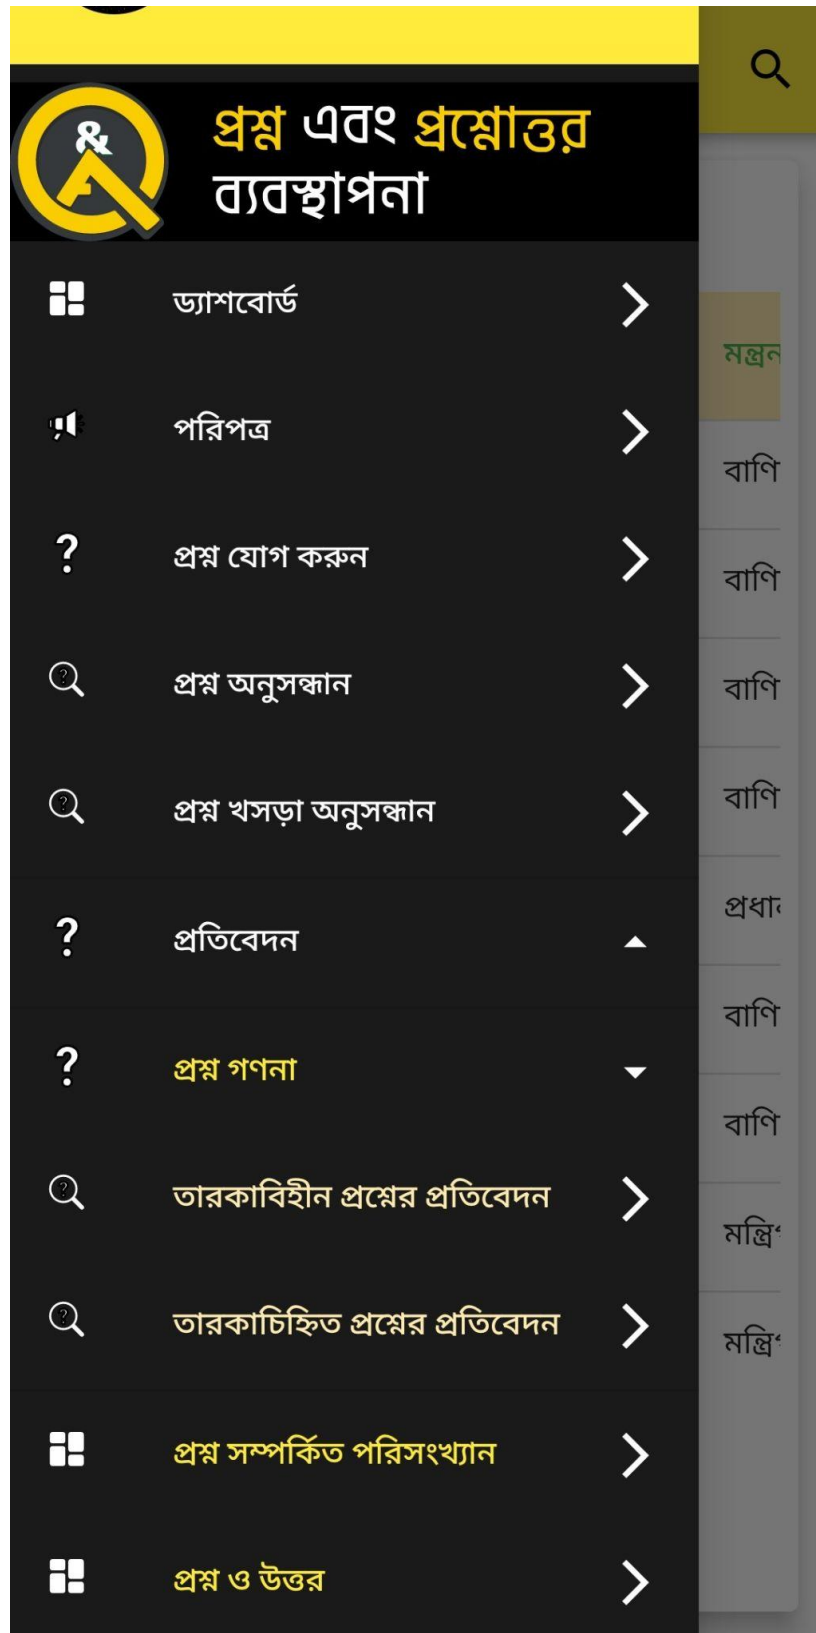 &
প্রশ্ন এবং প্রশ্নোত্তর
ব্যবস্থাপনা
ড্যাশবোর্ড
পরিপত্র
প্রশ্ন যোগ করুন
প্রশ্ন অনুসন্ধান
প্রশ্ন খসড়া অনুসন্ধান
প্রতিবেদন
প্রশ্ন গণনা
তারকাবিহীন প্রশ্নের প্রতিবেদন
তারকাচিহ্নিত প্রশ্নের প্রতিবেদন
প্রশ্ন সম্পর্কিত পরিসংখ্যান
প্রশ্ন ও উত্তর